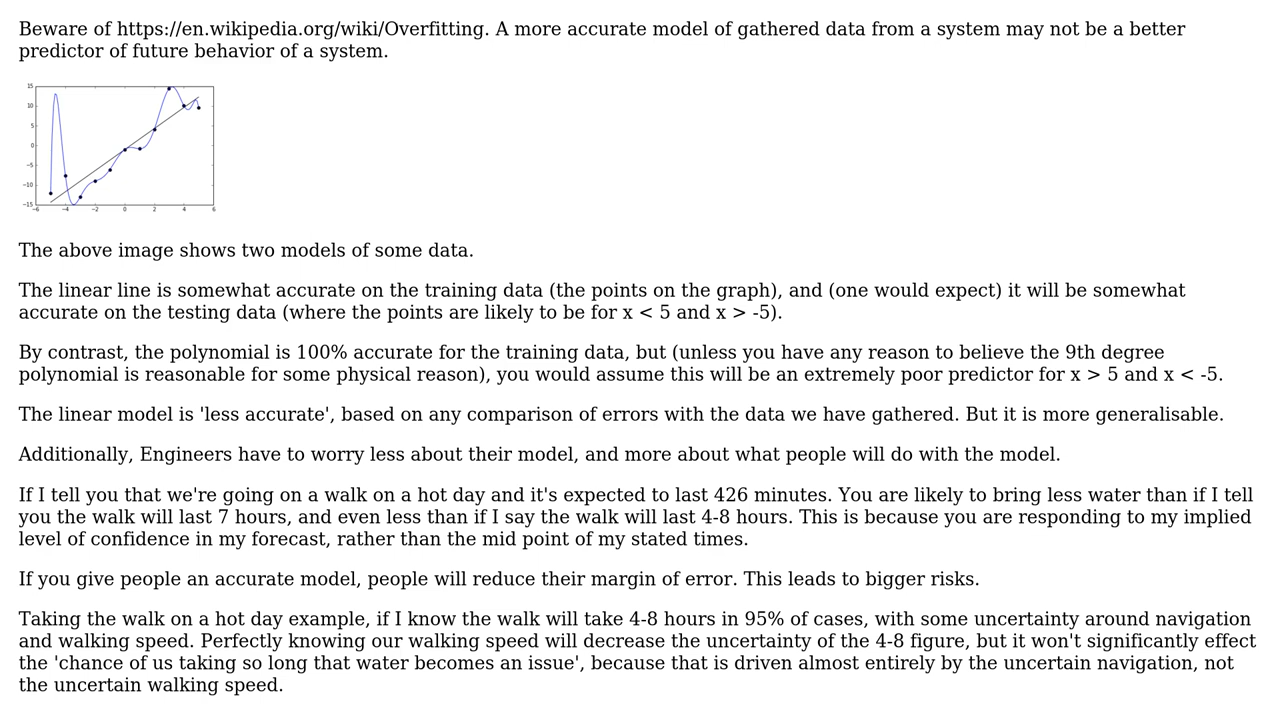 Beware of https://en.wikipedia.org/wiki/Overfitting. A more accurate model of gathered data from a system may not be a better
predictor of future behavior of a system.
15
10
5
0
−5
−10
−15
−6 −4 −2 0 2 4 6
The above image shows two models of some data.
The linear line is somewhat accurate on the training data (the points on the graph), and (one would expect) it will be somewhat
accurate on the testing data (where the points are likely to be for x < 5 and x > -5).
By contrast, the polynomial is 100% accurate for the training data, but (unless you have any reason to believe the 9th degree
polynomial is reasonable for some physical reason), you would assume this will be an extremely poor predictor for x > 5 and x < -5.
The linear model is 'less accurate', based on any comparison of errors with the data we have gathered. But it is more generalisable.
Additionally, Engineers have to worry less about their model, and more about what people will do with the model.
If I tell you that we're going on a walk on a hot day and it's expected to last 426 minutes. You are likely to bring less water than if I tell
you the walk will last 7 hours, and even less than if I say the walk will last 4-8 hours. This is because you are responding to my implied
level of confidence in my forecast, rather than the mid point of my stated times.
If you give people an accurate model, people will reduce their margin of error. This leads to bigger risks.
Taking the walk on a hot day example, if I know the walk will take 4-8 hours in 95% of cases, with some uncertainty around navigation
and walking speed. Perfectly knowing our walking speed will decrease the uncertainty of the 4-8 figure, but it won't significantly effect
the 'chance of us taking so long that water becomes an issue', because that is driven almost entirely by the uncertain navigation, not
the uncertain walking speed.